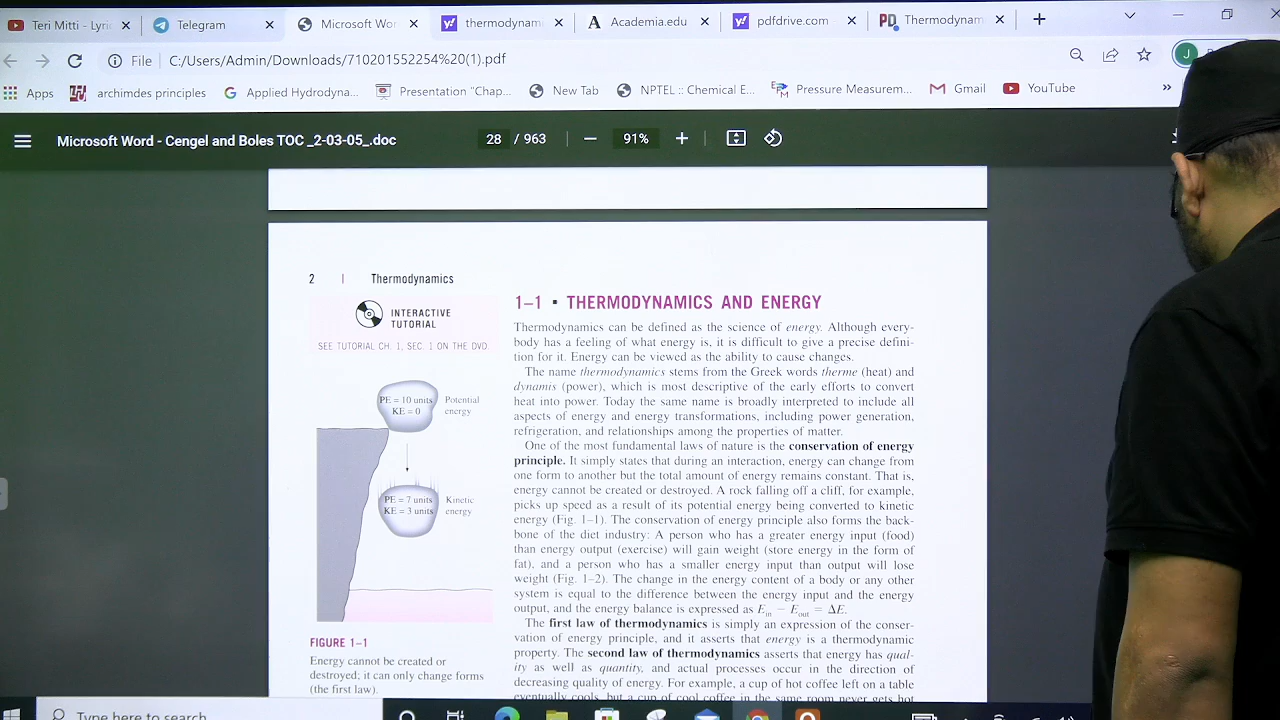 Teri Mitti - Lyric
Telegram
Microsoft Wor
thermodynam
Academia.edu
pdfdrive.com
Thermodynam
File
C:/Users/Admin/Downloads/710201552254%20(1).pdf
J
Apps
archimdes principles
Applied Hydrodyna...
Presentation "Chap...
New Tab
NPTEL :: Chemical E...
Pressure Measurem...
Gmail
YouTube
»
Microsoft Word - Cengel and Boles TOC _2-03-05_.doc
28 / 963
91%
2 | Thermodynamics
INTERACTIVE
TUTORIAL
SEE TUTORIAL CH. 1, SEC. 1 ON THE DVD.
PE = 10 units
KE = 0
Potential
energy
PE = 7 units
KE = 3 units
Kinetic
energy
FIGURE 1–1
Energy cannot be created or
destroyed; it can only change forms
(the first law).
1–1 ▪ THERMODYNAMICS AND ENERGY
Thermodynamics can be defined as the science of energy. Although every-
body has a feeling of what energy is, it is difficult to give a precise defini-
tion for it. Energy can be viewed as the ability to cause changes.
The name thermodynamics stems from the Greek words therme (heat) and
dynamis (power), which is most descriptive of the early efforts to convert
heat into power. Today the same name is broadly interpreted to include all
aspects of energy and energy transformations, including power generation,
refrigeration, and relationships among the properties of matter.
One of the most fundamental laws of nature is the conservation of energy
principle. It simply states that during an interaction, energy can change from
one form to another but the total amount of energy remains constant. That is,
energy cannot be created or destroyed. A rock falling off a cliff, for example,
picks up speed as a result of its potential energy being converted to kinetic
energy (Fig. 1–1). The conservation of energy principle also forms the back-
bone of the diet industry: A person who has a greater energy input (food)
than energy output (exercise) will gain weight (store energy in the form of
fat), and a person who has a smaller energy input than output will lose
weight (Fig. 1–2). The change in the energy content of a body or any other
system is equal to the difference between the energy input and the energy
output, and the energy balance is expressed as Ein − Eout = ΔE.
The first law of thermodynamics is simply an expression of the conser-
vation of energy principle, and it asserts that energy is a thermodynamic
property. The second law of thermodynamics asserts that energy has qual-
ity as well as quantity, and actual processes occur in the direction of
decreasing quality of energy. For example, a cup of hot coffee left on a table
eventually cools, but a cup of cool coffee in the same room never gets hot
Type here to search